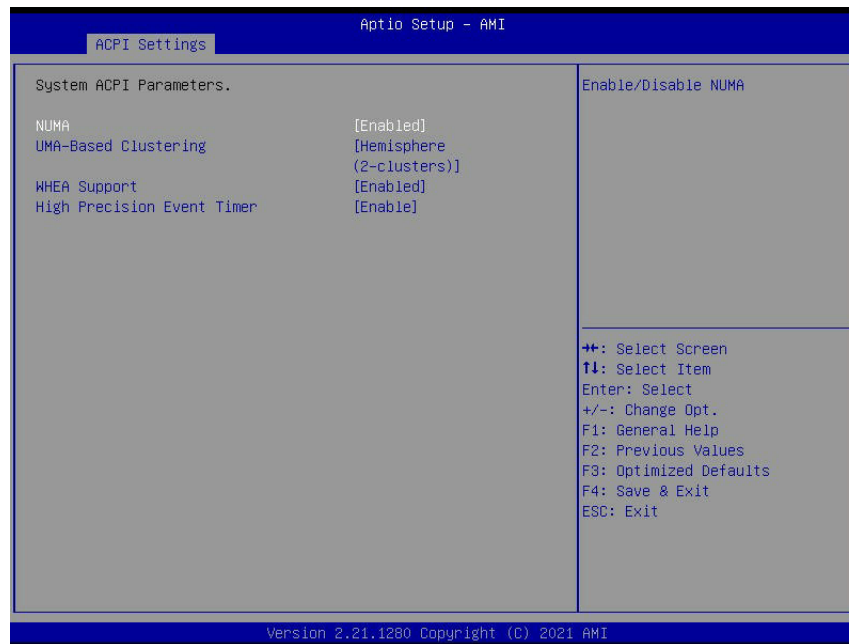 Aptio Setup - AMI
ACPI Settings
System ACPI Parameters.
NUMA [Enabled]
UMA-Based Clustering [Hemisphere
(2-clusters)]
WHEA Support [Enabled]
High Precision Event Timer [Enable]
Enable/Disable NUMA
→←: Select Screen
↑↓: Select Item
Enter: Select
+/-: Change Opt.
F1: General Help
F2: Previous Values
F3: Optimized Defaults
F4: Save & Exit
ESC: Exit
Version 2.21.1280 Copyright (C) 2021 AMI